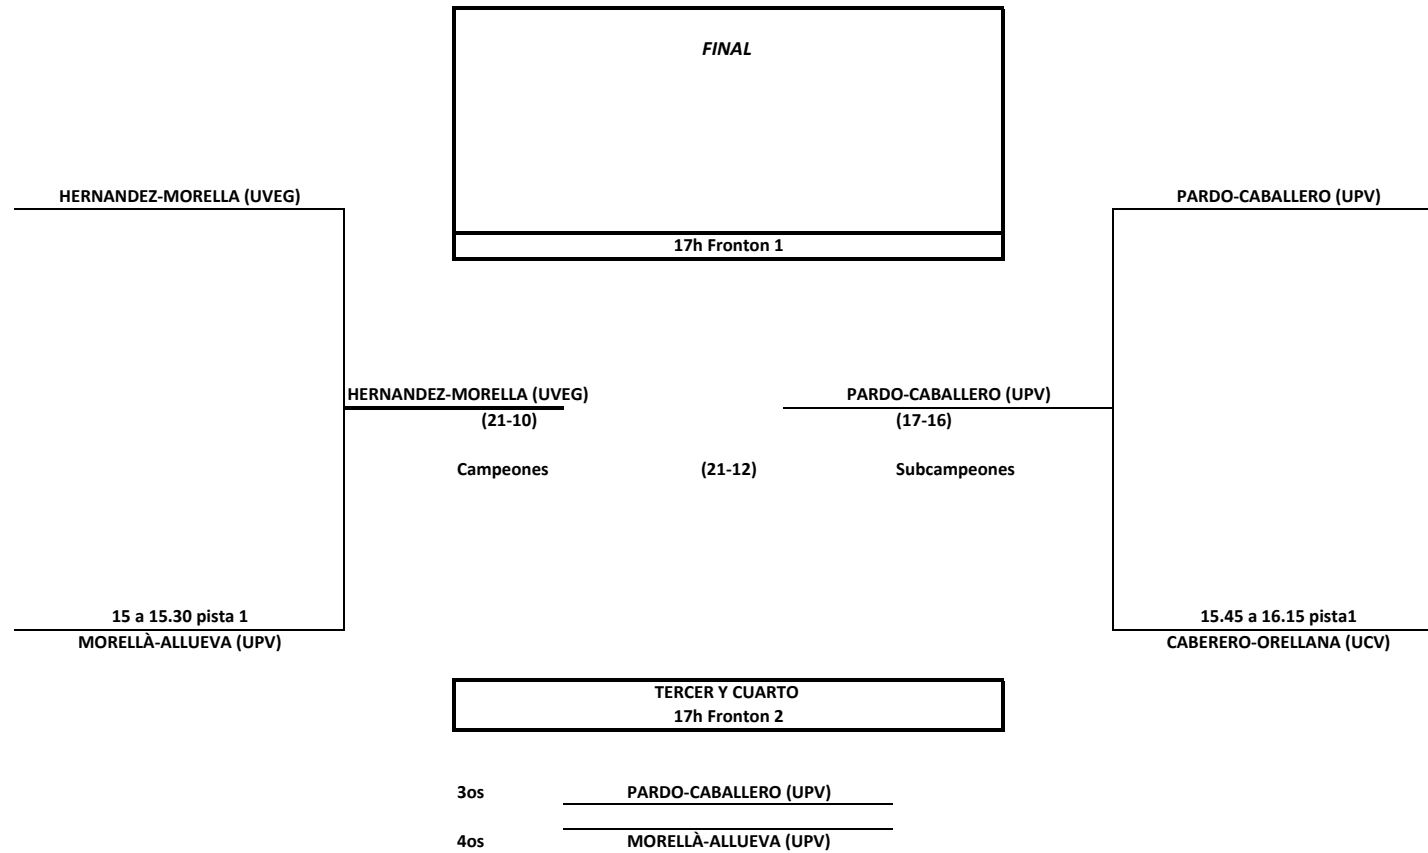 FINAL
HERNANDEZ-MORELLA (UVEG)
PARDO-CABALLERO (UPV)
17h Fronton 1
HERNANDEZ-MORELLA (UVEG)
PARDO-CABALLERO (UPV)
(21-10)
(17-16)
Campeones
(21-12)
Subcampeones
15 a 15.30 pista 1
15.45 a 16.15 pista1
MORELLÀ-ALLUEVA (UPV)
CABERERO-ORELLANA (UCV)
TERCER Y CUARTO
17h Fronton 2
3os
PARDO-CABALLERO (UPV)
4os
MORELLÀ-ALLUEVA (UPV)